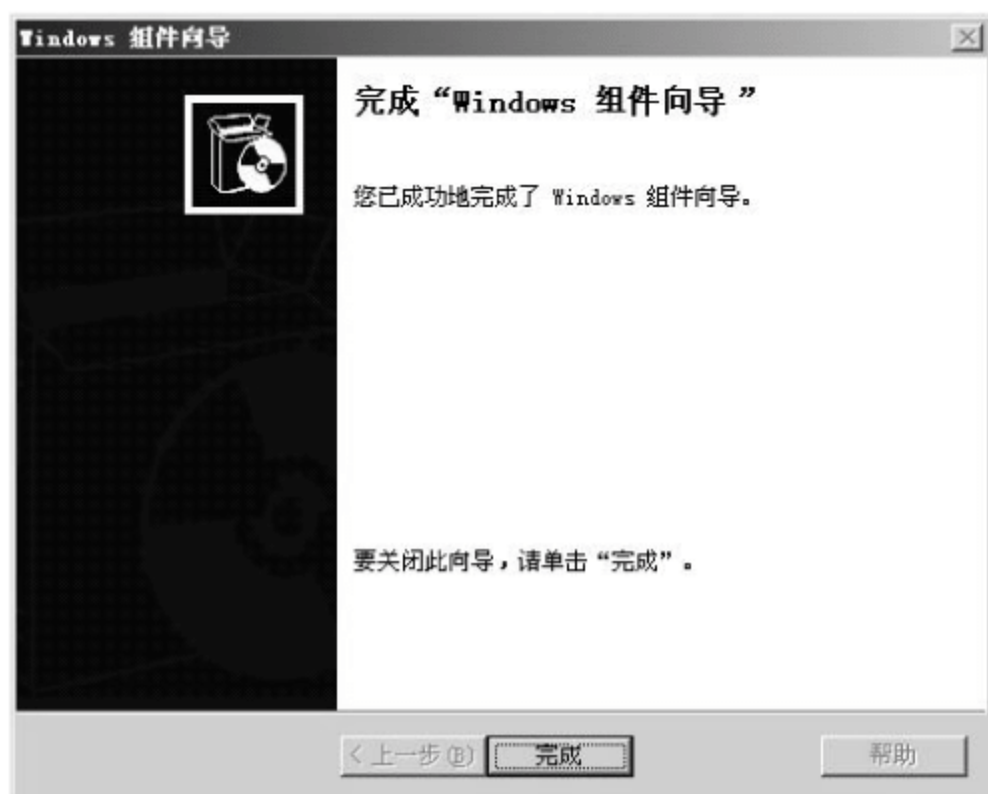 Windows 组件向导
完成“Windows 组件向导”
您已成功地完成了 Windows 组件向导。
要关闭此向导，请单击“完成”。
< 上一步(B) 完成 帮助